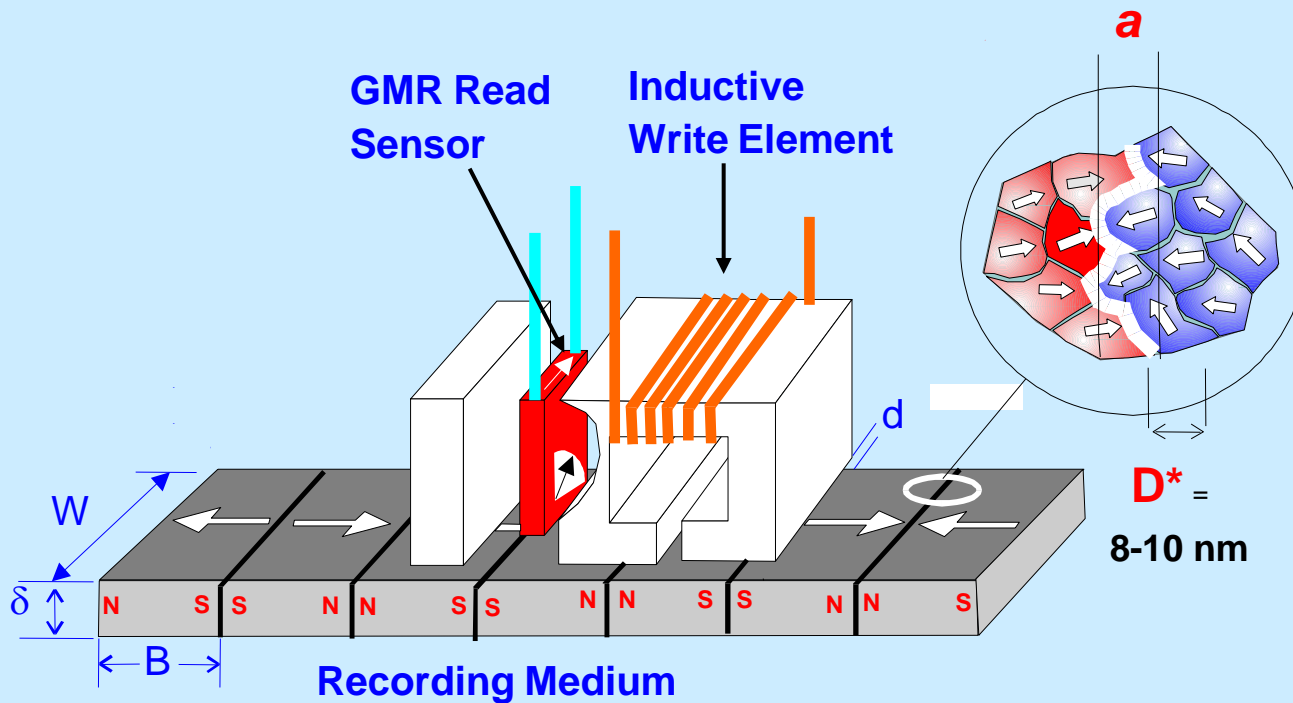 a
GMR Read
Sensor
Inductive
Write Element
d
W
D* =
8-10 nm
δ
N S S N N S S N N S S N N S
B
Recording Medium